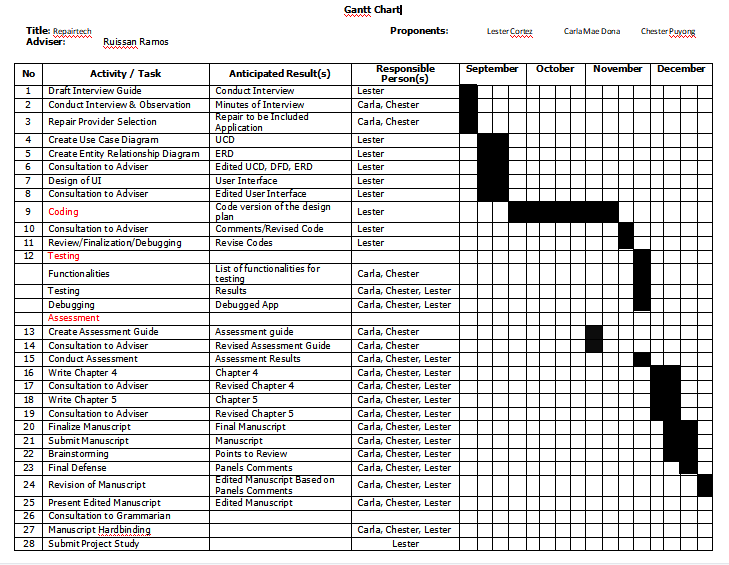 Gantt Chart
Title: Repairtech Proponents: Lester Cortez Carla Mae Dona Chester Puyong
Adviser: Ruissan Ramos
No Activity / Task Anticipated Result(s) Responsible Person(s) September October November December
1 Draft Interview Guide Conduct Interview Lester
2 Conduct Interview & Observation Minutes of Interview Carla, Chester
3 Repair Provider Selection Repair to be Included Application Carla, Chester
4 Create Use Case Diagram UCD Lester
5 Create Entity Relationship Diagram ERD Lester
6 Consultation to Adviser Edited UCD, DFD, ERD Lester
7 Design of UI User Interface Lester
8 Consultation to Adviser Edited User Interface Lester
9 Coding Code version of the design plan Lester
10 Consultation to Adviser Comments/Revised Code Lester
11 Review/Finalization/Debugging Revise Codes Lester
12 Testing
Functionalities List of functionalities for testing Carla, Chester
Testing Results Carla, Chester, Lester
Debugging Debugged App Carla, Chester, Lester
Assessment
13 Create Assessment Guide Assessment guide Carla, Chester
14 Consultation to Adviser Revised Assessment Guide Carla, Chester
15 Conduct Assessment Assessment Results Carla, Chester, Lester
16 Write Chapter 4 Chapter 4 Carla, Chester, Lester
17 Consultation to Adviser Revised Chapter 4 Carla, Chester, Lester
18 Write Chapter 5 Chapter 5 Carla, Chester, Lester
19 Consultation to Adviser Revised Chapter 5 Carla, Chester, Lester
20 Finalize Manuscript Final Manuscript Carla, Chester, Lester
21 Submit Manuscript Manuscript Carla, Chester, Lester
22 Brainstorming Points to Review Carla, Chester, Lester
23 Final Defense Panels Comments Carla, Chester, Lester
24 Revision of Manuscript Edited Manuscript Based on Panels Comments Carla, Chester, Lester
25 Present Edited Manuscript Edited Manuscript Carla, Chester, Lester
26 Consultation to Grammarian
27 Manuscript Hardbinding Carla, Chester, Lester
28 Submit Project Study Lester